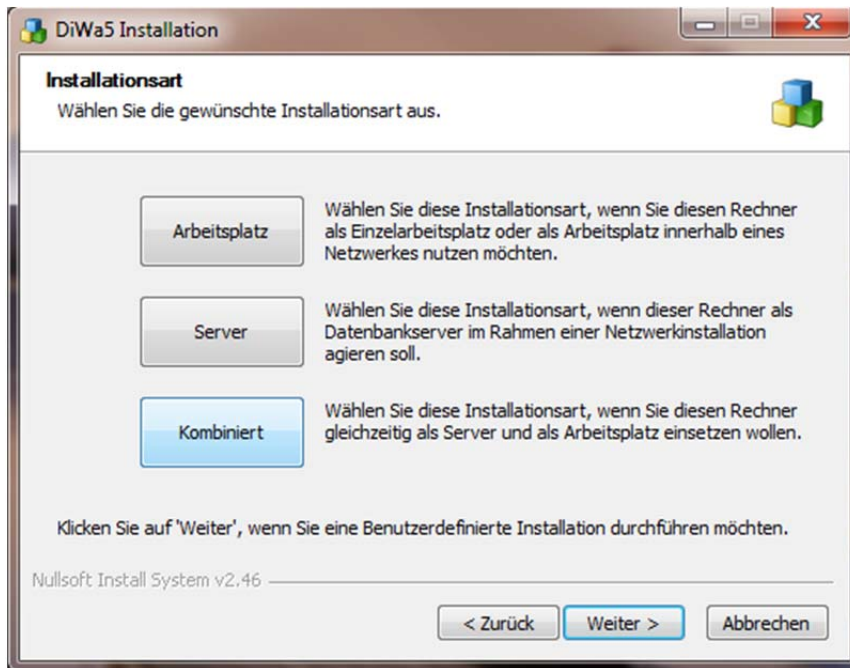 DiWa5 Installation
Installationsart
Wählen Sie die gewünschte Installationsart aus.
Arbeitsplatz
Wählen Sie diese Installationsart, wenn Sie diesen Rechner
als Einzelarbeitsplatz oder als Arbeitsplatz innerhalb eines
Netzwerkes nutzen möchten.
Server
Wählen Sie diese Installationsart, wenn dieser Rechner als
Datenbankserver im Rahmen einer Netzwerkinstallation
agieren soll.
Kombiniert
Wählen Sie diese Installationsart, wenn Sie diesen Rechner
gleichzeitig als Server und als Arbeitsplatz einsetzen wollen.
Klicken Sie auf 'Weiter', wenn Sie eine Benutzerdefinierte Installation durchführen möchten.
Nullsoft Install System v2.46
< Zurück
Weiter >
Abbrechen